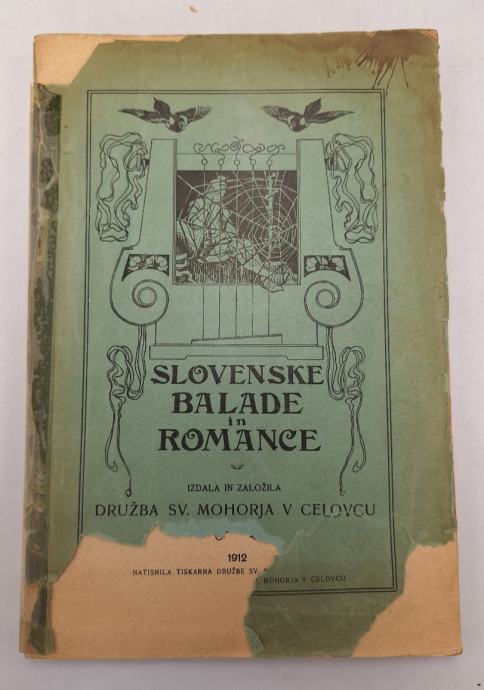 SLOVENSKE
BALADE
in
ROMANCE
IZDALA IN ZALOŽILA
DRUŽBA SV. MOHORJA V CELOVCU
1912
NATISNILA TISKARNA DRUŽBE SV.
MOHORJA V CELOVCU